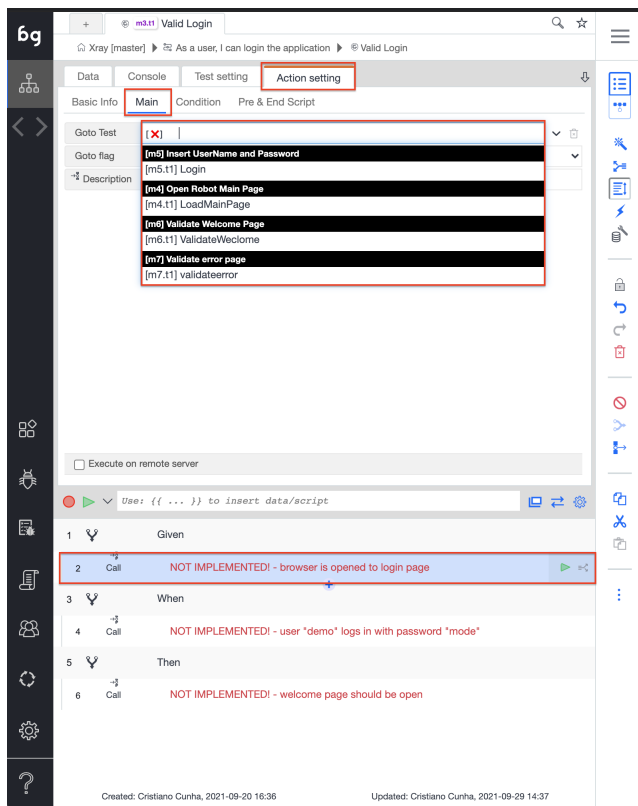 6g
+
m3.t1 Valid Login
Xray [master] As a user, I can login the application Valid Login
Data Console Test setting Action setting
Basic Info Main Condition Pre & End Script
Goto Test [ ]
Goto flag
Description
[m5] Insert UserName and Password
[m5.t1] Login
[m4] Open Robot Main Page
[m4.t1] LoadMainPage
[m6] Validate Welcome Page
[m6.t1] ValidateWeclome
[m7] Validate error page
[m7.t1] validateerror
Execute on remote server
Use: {{ ... }} to insert data/script
1 Given
2 Call NOT IMPLEMENTED! - browser is opened to login page
3 When
4 Call NOT IMPLEMENTED! - user "demo" logs in with password "mode"
5 Then
6 Call NOT IMPLEMENTED! - welcome page should be open
Created: Cristiano Cunha, 2021-09-20 16:36 Updated: Cristiano Cunha, 2021-09-29 14:37